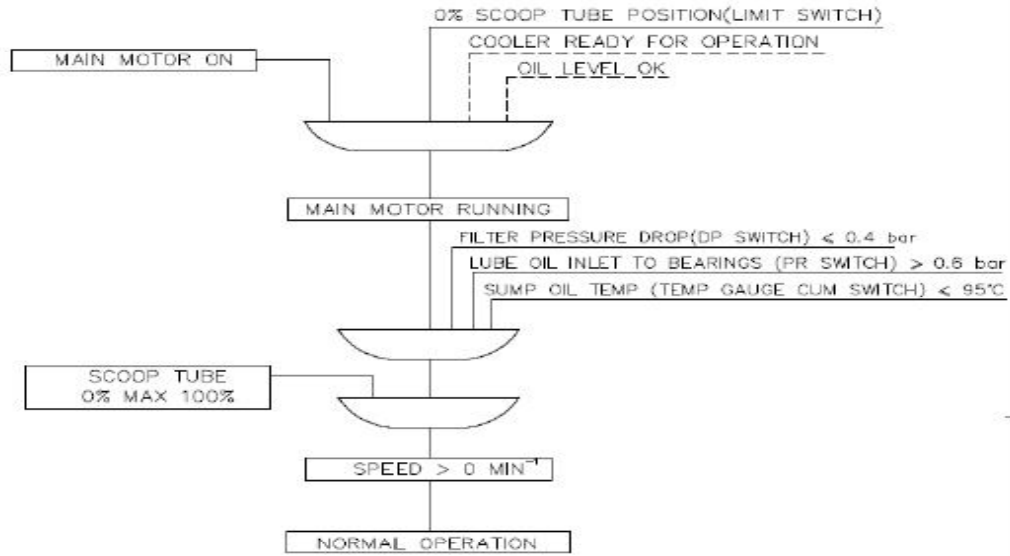 0% SCOOP TUBE POSITION(LIMIT SWITCH)
COOLER READY FOR OPERATION
MAIN MOTOR ON
OIL LEVEL OK
MAIN MOTOR RUNNING
FILTER PRESSURE DROP(DP SWITCH) ⩽ 0.4 bar
LUBE OIL INLET TO BEARINGS (PR SWITCH) > 0.6 bar
SUMP OIL TEMP (TEMP GAUGE CUM SWITCH) ⩽ 95°C
SCOOP TUBE
0% MAX 100%
SPEED > 0 MIN⁻¹
NORMAL OPERATION